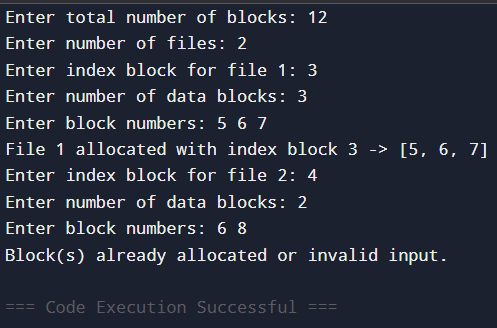 Enter total number of blocks: 12
Enter number of files: 2
Enter index block for file 1: 3
Enter number of data blocks: 3
Enter block numbers: 5 6 7
File 1 allocated with index block 3 -> [5, 6, 7]
Enter index block for file 2: 4
Enter number of data blocks: 2
Enter block numbers: 6 8
Block(s) already allocated or invalid input.
=== Code Execution Successful ===